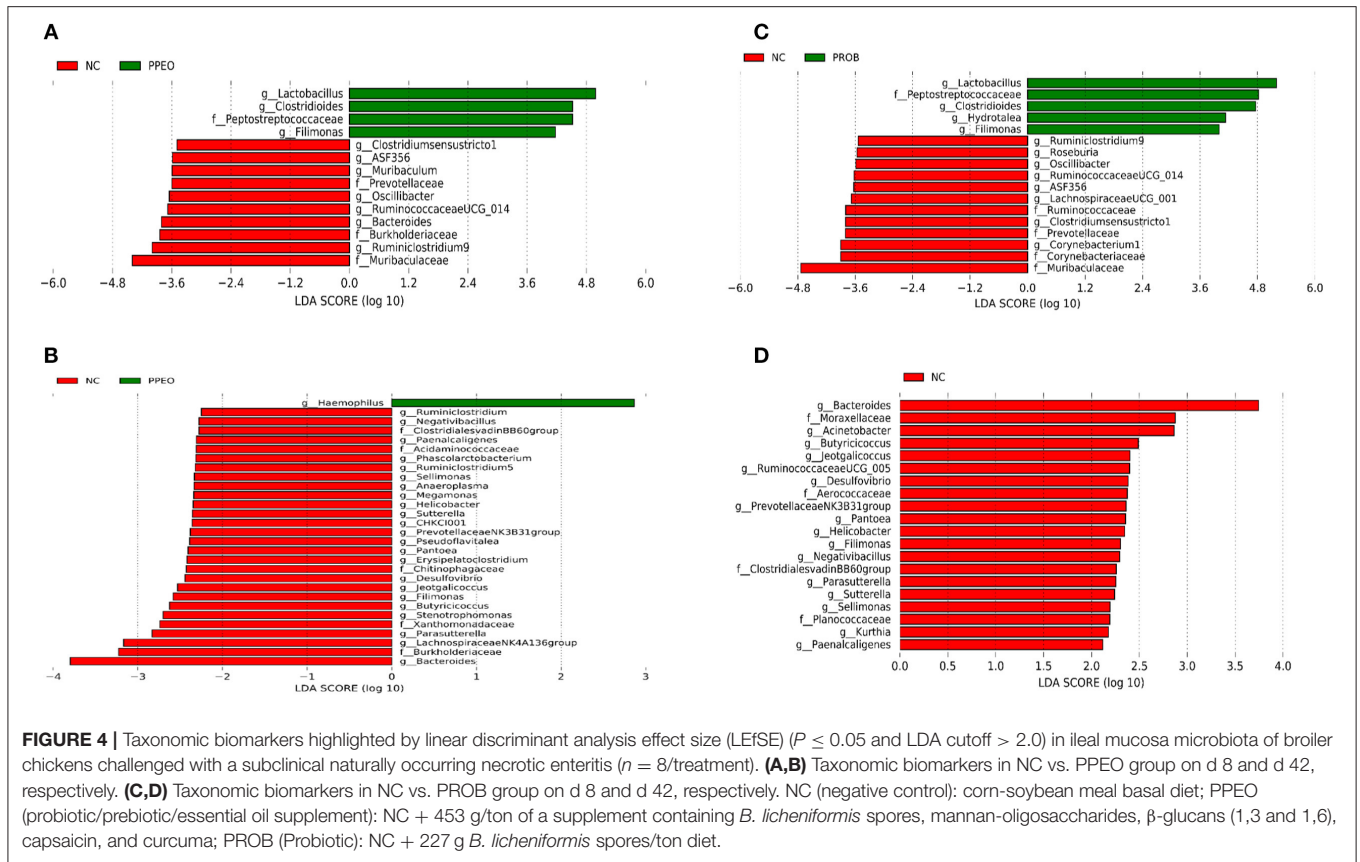 A
NC PPEO
g__Lactobacillus
g__Clostridioides
f__Peptostreptococcaceae
g__Filimonas
g__Clostridiumsensustricto1
g__ASF356
g__Muribaculum
f__Prevotellaceae
g__Oscillibacter
g__RuminococcaceaeUCG_014
g__Bacteroides
f__Burkholderiaceae
g__Ruminiclostridium9
f__Muribaculaceae
−6.0 −4.8 −3.6 −2.4 −1.2 0.0 1.2 2.4 3.6 4.8 6.0
LDA SCORE (log 10)
C
NC PROB
g__Lactobacillus
f__Peptostreptococcaceae
g__Clostridioides
g__Hydrotalea
g__Filimonas
g__Ruminiclostridium9
g__Roseburia
g__Oscillibacter
g__RuminococcaceaeUCG_014
g__ASF356
g__LachnospiraceaeUCG_001
f__Ruminococcaceae
g__Clostridiumsensustricto1
f__Prevotellaceae
g__Corynebacterium1
f__Corynebacteriaceae
f__Muribaculaceae
−6.0 −4.8 −3.6 −2.4 −1.2 0.0 1.2 2.4 3.6 4.8 6.0
LDA SCORE (log 10)
B
NC PPEO
g__Haemophilus
g__Ruminiclostridium
g__Negativibacillus
f__ClostridialesvadinBB60group
g__Paenalcaligenes
f__Acidaminococcaceae
g__Phascolarctobacterium
g__Ruminiclostridium5
g__Sellimonas
g__Anaeroplasma
g__Megamonas
g__Helicobacter
g__Sutterella
g__CHKCI001
g__PrevotellaceaeNK3B31group
g__Pseudoflavitalea
g__Pantoea
g__Erysipelatoclostridium
f__Chitinophagaceae
g__Desulfovibrio
g__Jeotgalicoccus
g__Filimonas
g__Butyricicoccus
g__Stenotrophomonas
f__Xanthomonadaceae
g__Parasutterella
g__LachnospiraceaeNK4A136group
f__Burkholderiaceae
g__Bacteroides
−4 −3 −2 −1 0 1 2 3
LDA SCORE (log 10)
D
NC
g__Bacteroides
f__Moraxellaceae
g__Acinetobacter
g__Butyricicoccus
g__Jeotgalicoccus
g__RuminococcaceaeUCG_005
g__Desulfovibrio
f__Aerococcaceae
g__PrevotellaceaeNK3B31group
g__Pantoea
g__Helicobacter
g__Filimonas
g__Negativibacillus
f__ClostridialesvadinBB60group
g__Parasutterella
g__Sutterella
g__Sellimonas
f__Planococcaceae
g__Kurthia
g__Paenalcaligenes
0.0 0.5 1.0 1.5 2.0 2.5 3.0 3.5 4.0
LDA SCORE (log 10)
FIGURE 4 | Taxonomic biomarkers highlighted by linear discriminant analysis effect size (LEfSE) (P ≤ 0.05 and LDA cutoff > 2.0) in ileal mucosa microbiota of broiler
chickens challenged with a subclinical naturally occurring necrotic enteritis (n = 8/treatment). (A,B) Taxonomic biomarkers in NC vs. PPEO group on d 8 and d 42,
respectively. (C,D) Taxonomic biomarkers in NC vs. PROB group on d 8 and d 42, respectively. NC (negative control): corn-soybean meal basal diet; PPEO
(probiotic/prebiotic/essential oil supplement): NC + 453 g/ton of a supplement containing B. licheniformis spores, mannan-oligosaccharides, β-glucans (1,3 and 1,6),
capsaicin, and curcuma; PROB (Probiotic): NC + 227 g B. licheniformis spores/ton diet.